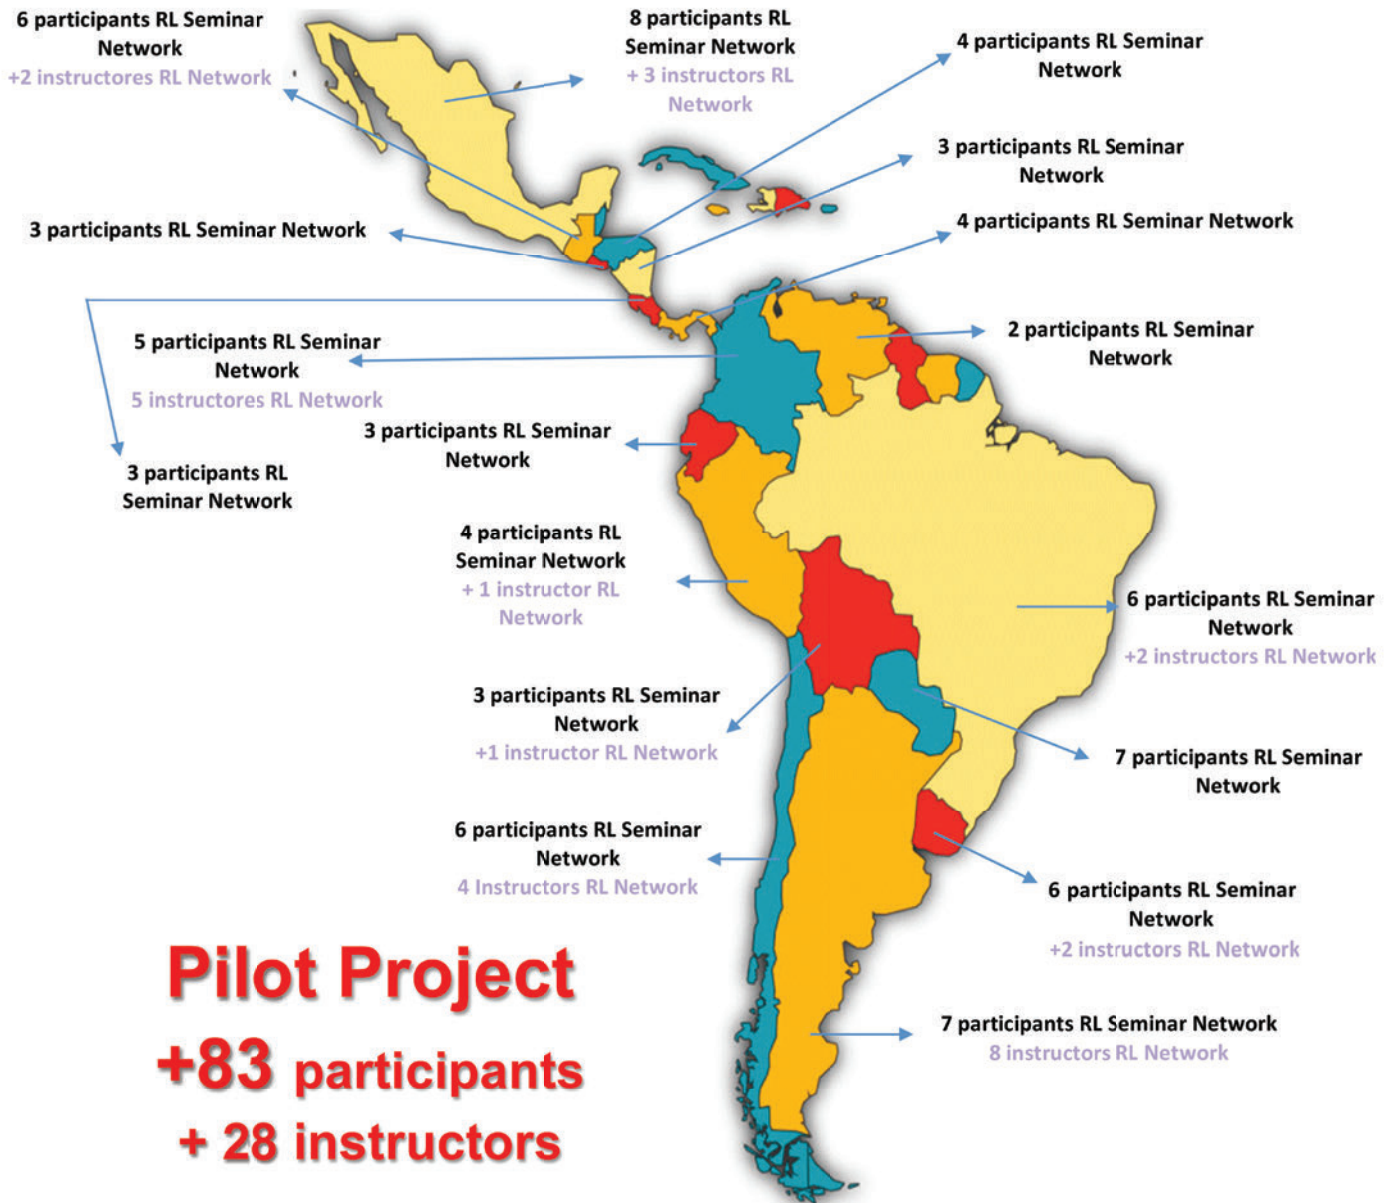 6 participants RL Seminar
Network
+2 instructores RL Network
8 participants RL
Seminar Network
+ 3 instructors RL
Network
4 participants RL Seminar
Network
3 participants RL Seminar
Network
4 participants RL Seminar Network
3 participants RL Seminar Network
5 participants RL Seminar
Network
5 instructores RL Network
2 participants RL Seminar
Network
3 participants RL Seminar
Network
3 participants RL
Seminar Network
4 participants RL
Seminar Network
+ 1 instructor RL
Network
6 participants RL Seminar
Network
+2 instructors RL Network
3 participants RL Seminar
Network
+1 instructor RL Network
7 participants RL Seminar
Network
6 participants RL Seminar
Network
4 Instructors RL Network
6 participants RL Seminar
Network
+2 instructors RL Network
7 participants RL Seminar Network
8 instructors RL Network
Pilot Project
+83 participants
+ 28 instructors